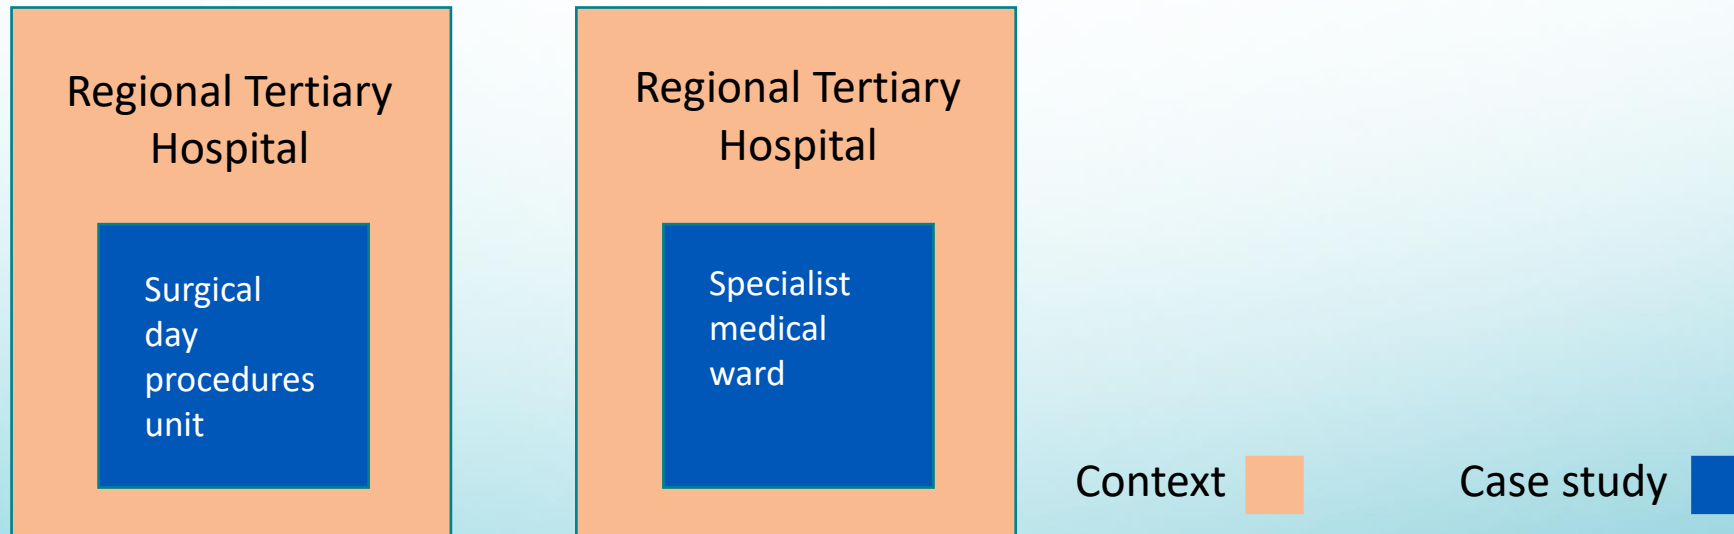 Regional Tertiary
Hospital
Surgical
day
procedures
unit
Regional Tertiary
Hospital
Specialist
medical
ward
Context
Case study